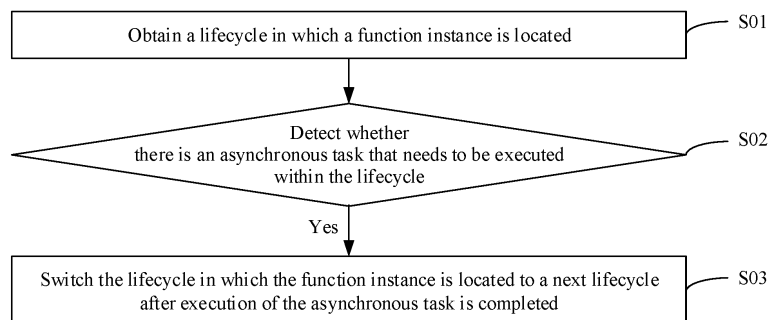 Obtain a lifecycle in which a function instance is located
S01
Detect whether
there is an asynchronous task that needs to be executed
within the lifecycle
S02
Yes
Switch the lifecycle in which the function instance is located to a next lifecycle
after execution of the asynchronous task is completed
S03